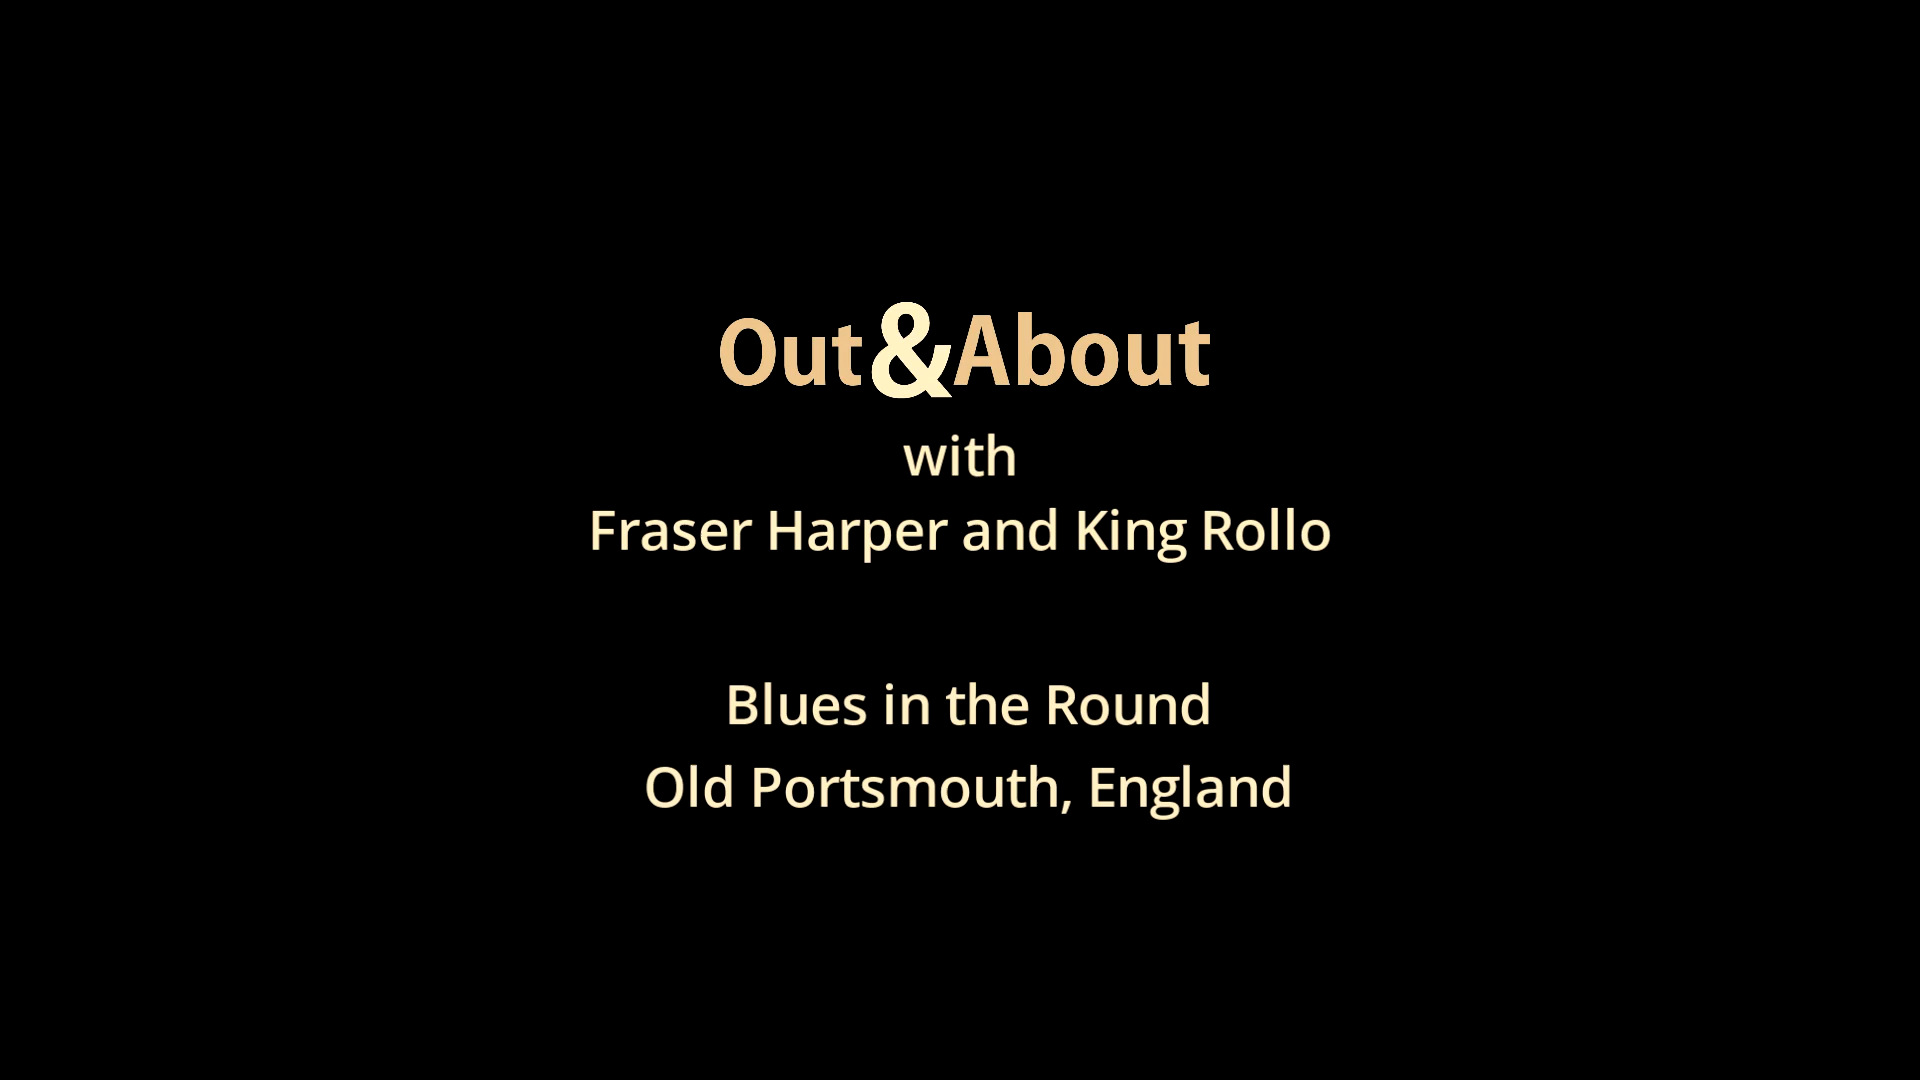 Out&About
with
Fraser Harper and King Rollo
Blues in the Round
Old Portsmouth, England